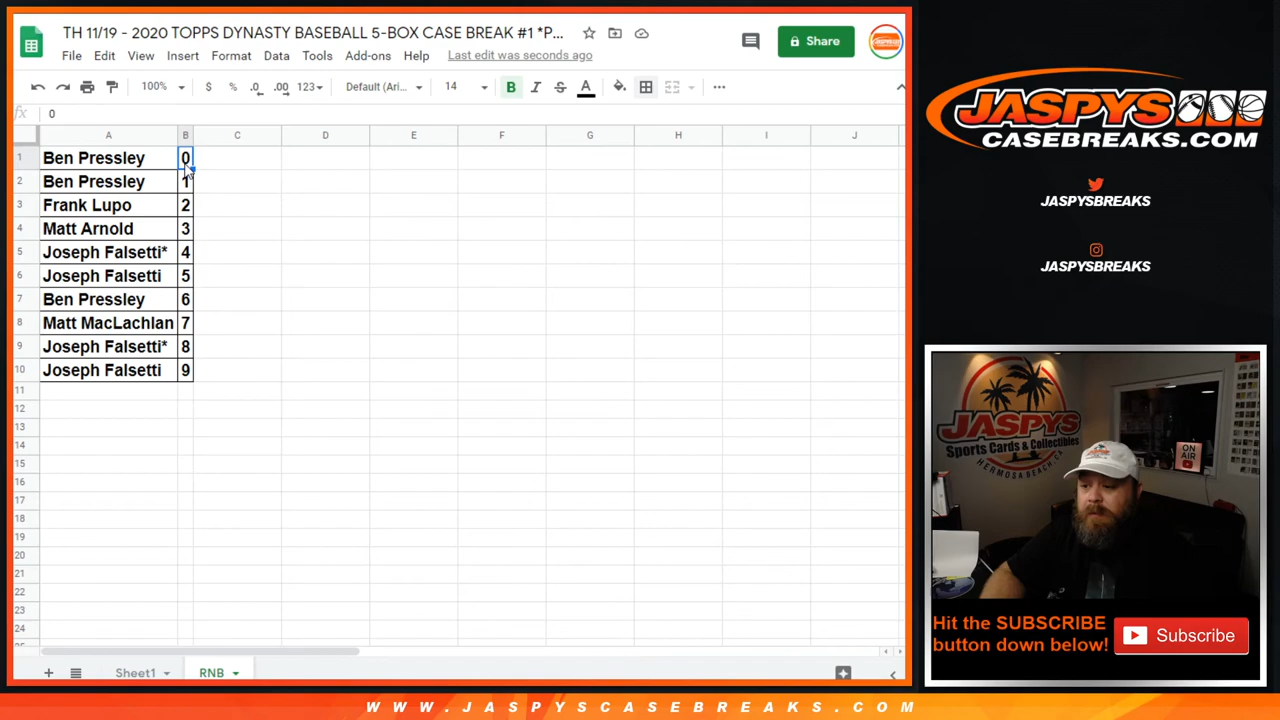 TH 11/19 - 2020 TOPPS DYNASTY BASEBALL 5-BOX CASE BREAK #1 *P...
File Edit View Insert Format Data Tools Add-ons Help Last edit was seconds ago
Share
100% $ % .0 .00 123 Default (Ari... 14 B I S A
fx 0
A B C D E F G H I J
1 Ben Pressley 0
2 Ben Pressley 1
3 Frank Lupo 2
4 Matt Arnold 3
5 Joseph Falsetti* 4
6 Joseph Falsetti 5
7 Ben Pressley 6
8 Matt MacLachlan 7
9 Joseph Falsetti* 8
10 Joseph Falsetti 9
11
12
13
14
15
16
17
18
19
20
21
22
23
24
Sheet1 RNB
JASPYS
CASEBREAKS.COM
JASPYSBREAKS
JASPYSBREAKS
JASPYS
Sports Cards & Collectibles
HERMOSA BEACH, CA
ON
AIR
Hit the SUBSCRIBE
button down below!
Subscribe
WWW.JASPYSCASEBREAKS.COM